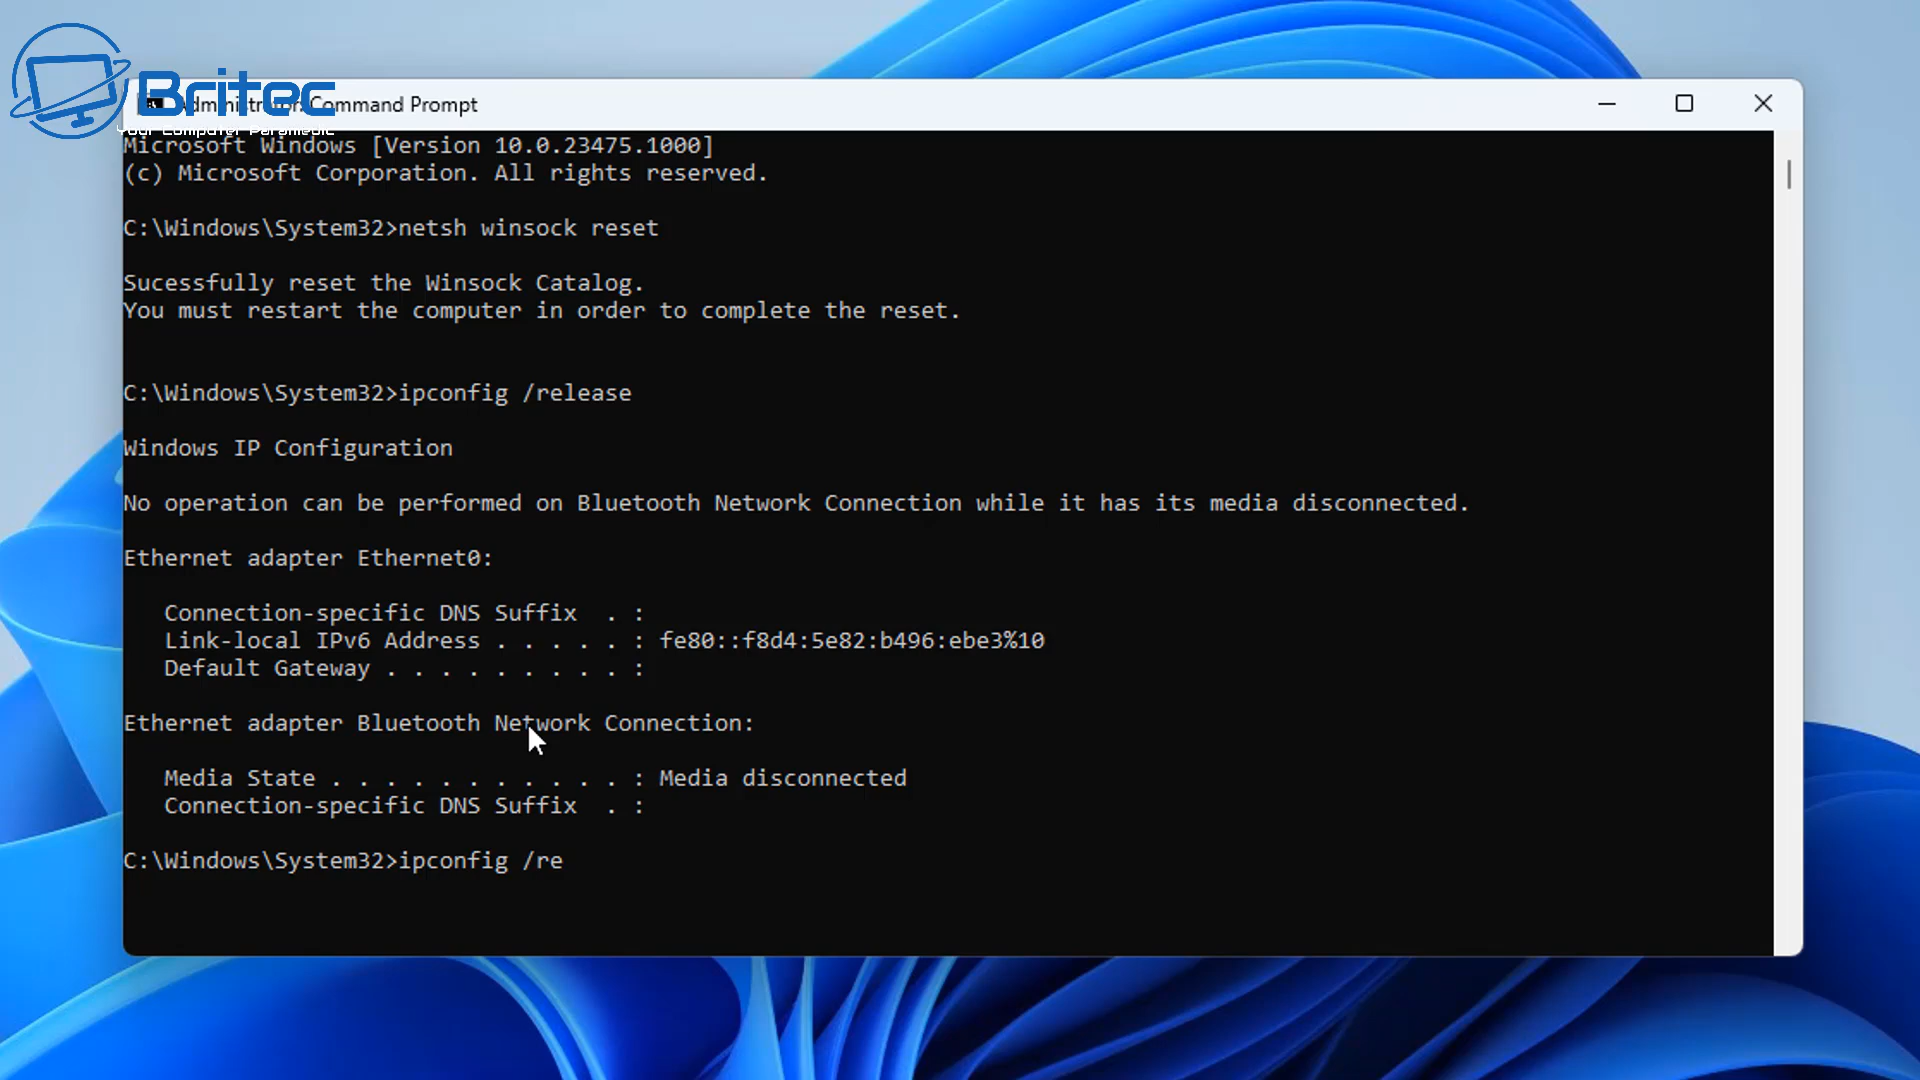 Britec
Your Computer Paramedic
Administrator: Command Prompt
Microsoft Windows [Version 10.0.23475.1000]
(c) Microsoft Corporation. All rights reserved.
C:\Windows\System32>netsh winsock reset
Sucessfully reset the Winsock Catalog.
You must restart the computer in order to complete the reset.
C:\Windows\System32>ipconfig /release
Windows IP Configuration
No operation can be performed on Bluetooth Network Connection while it has its media disconnected.
Ethernet adapter Ethernet0:
Connection-specific DNS Suffix  . :
Link-local IPv6 Address . . . . . : fe80::f8d4:5e82:b496:ebe3%10
Default Gateway . . . . . . . . . :
Ethernet adapter Bluetooth Network Connection:
Media State . . . . . . . . . . . : Media disconnected
Connection-specific DNS Suffix  . :
C:\Windows\System32>ipconfig /re